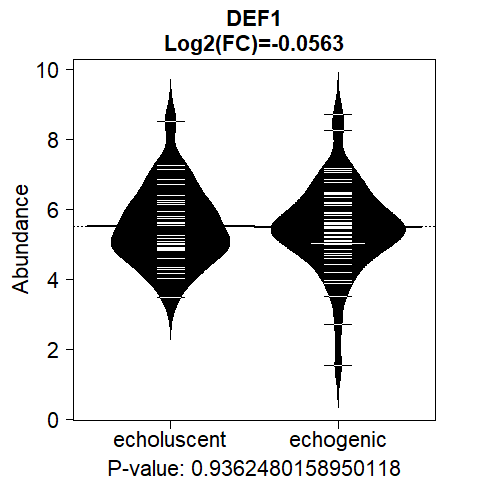 DEF1
Log2(FC)=-0.0563
Abundance
10
8
6
4
2
0
echoluscent echogenic
P-value: 0.9362480158950118